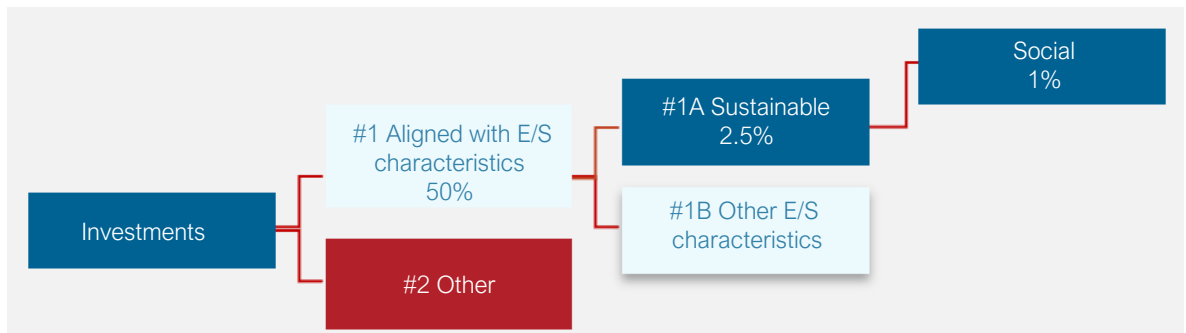 Social
1%
#1A Sustainable
2.5%
#1 Aligned with E/S
characteristics
50%
#1B Other E/S
characteristics
Investments
#2 Other